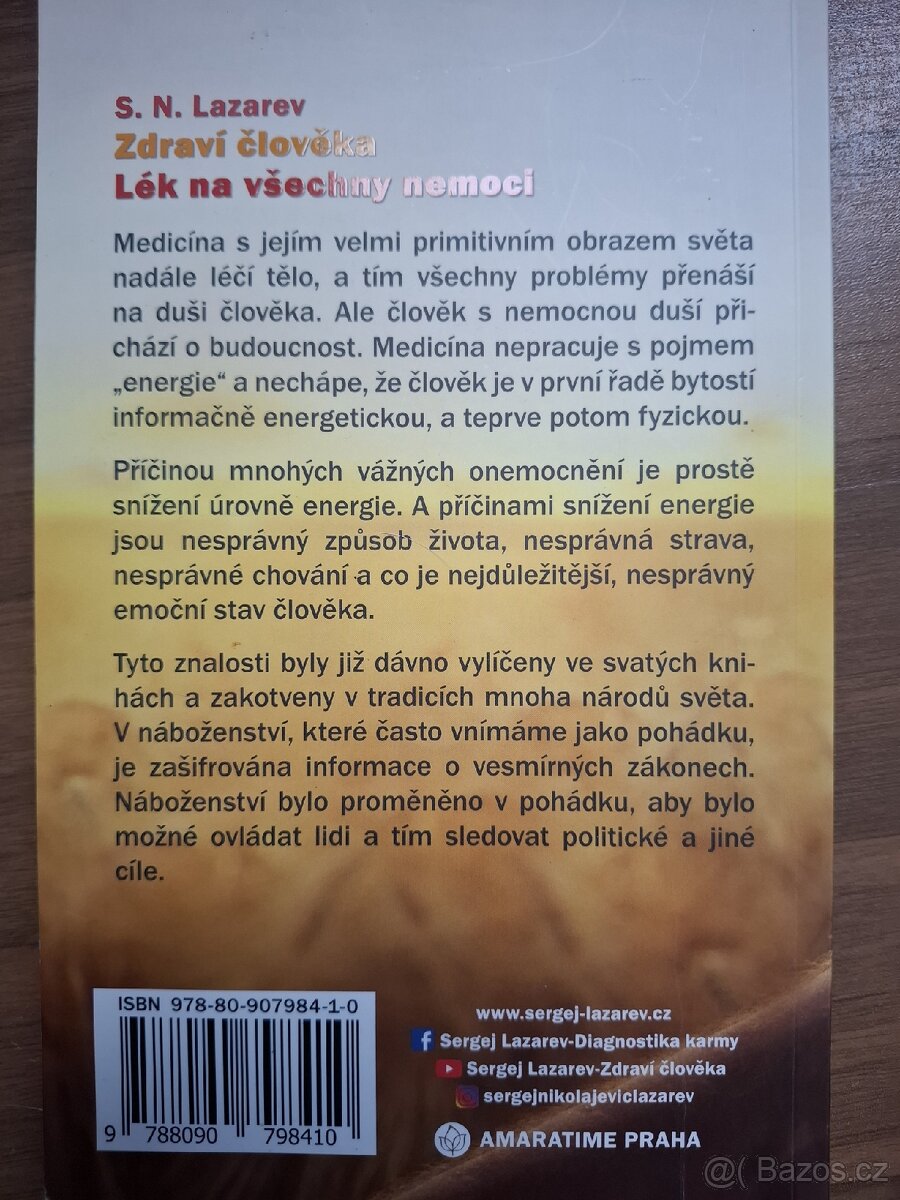 S. N. Lazarev
Zdraví člověka
Lék na všechny nemoci
Medicína s jejím velmi primitivním obrazem světa
nadále léčí tělo, a tím všechny problémy přenáší
na duši člověka. Ale člověk s nemocnou duší při-
chází o budoucnost. Medicína nepracuje s pojmem
„energie“ a nechápe, že člověk je v první řadě bytostí
informačně energetickou, a teprve potom fyzickou.
Příčinou mnohých vážných onemocnění je prostě
snížení úrovně energie. A příčinami snížení energie
jsou nesprávný způsob života, nesprávná strava,
nesprávné chování a co je nejdůležitější, nesprávný
emoční stav člověka.
Tyto znalosti byly již dávno vylíčeny ve svatých kni-
hách a zakotveny v tradicích mnoha národů světa.
V náboženství, které často vnímáme jako pohádku,
je zašifrována informace o vesmírných zákonech.
Náboženství bylo proměněno v pohádku, aby bylo
možné ovládat lidi a tím sledovat politické a jiné
cíle.
ISBN 978-80-907984-1-0
9 788090 798410
www.sergej-lazarev.cz
Sergej Lazarev-Diagnostika karmy
Sergej Lazarev-Zdraví člověka
sergejnikolajeviclazarev
AMARATIME PRAHA
@( Bazos.cz